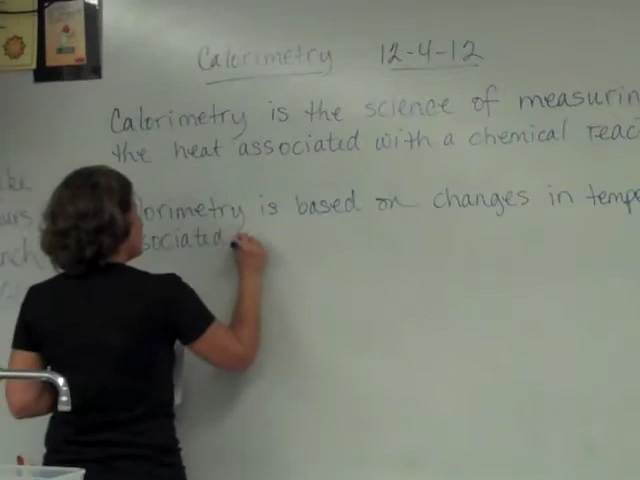 Calorimetry 12-4-12
Calorimetry is the science of measurin
the heat associated with a chemical reac
lorimetry is based on changes in tempe
sociated